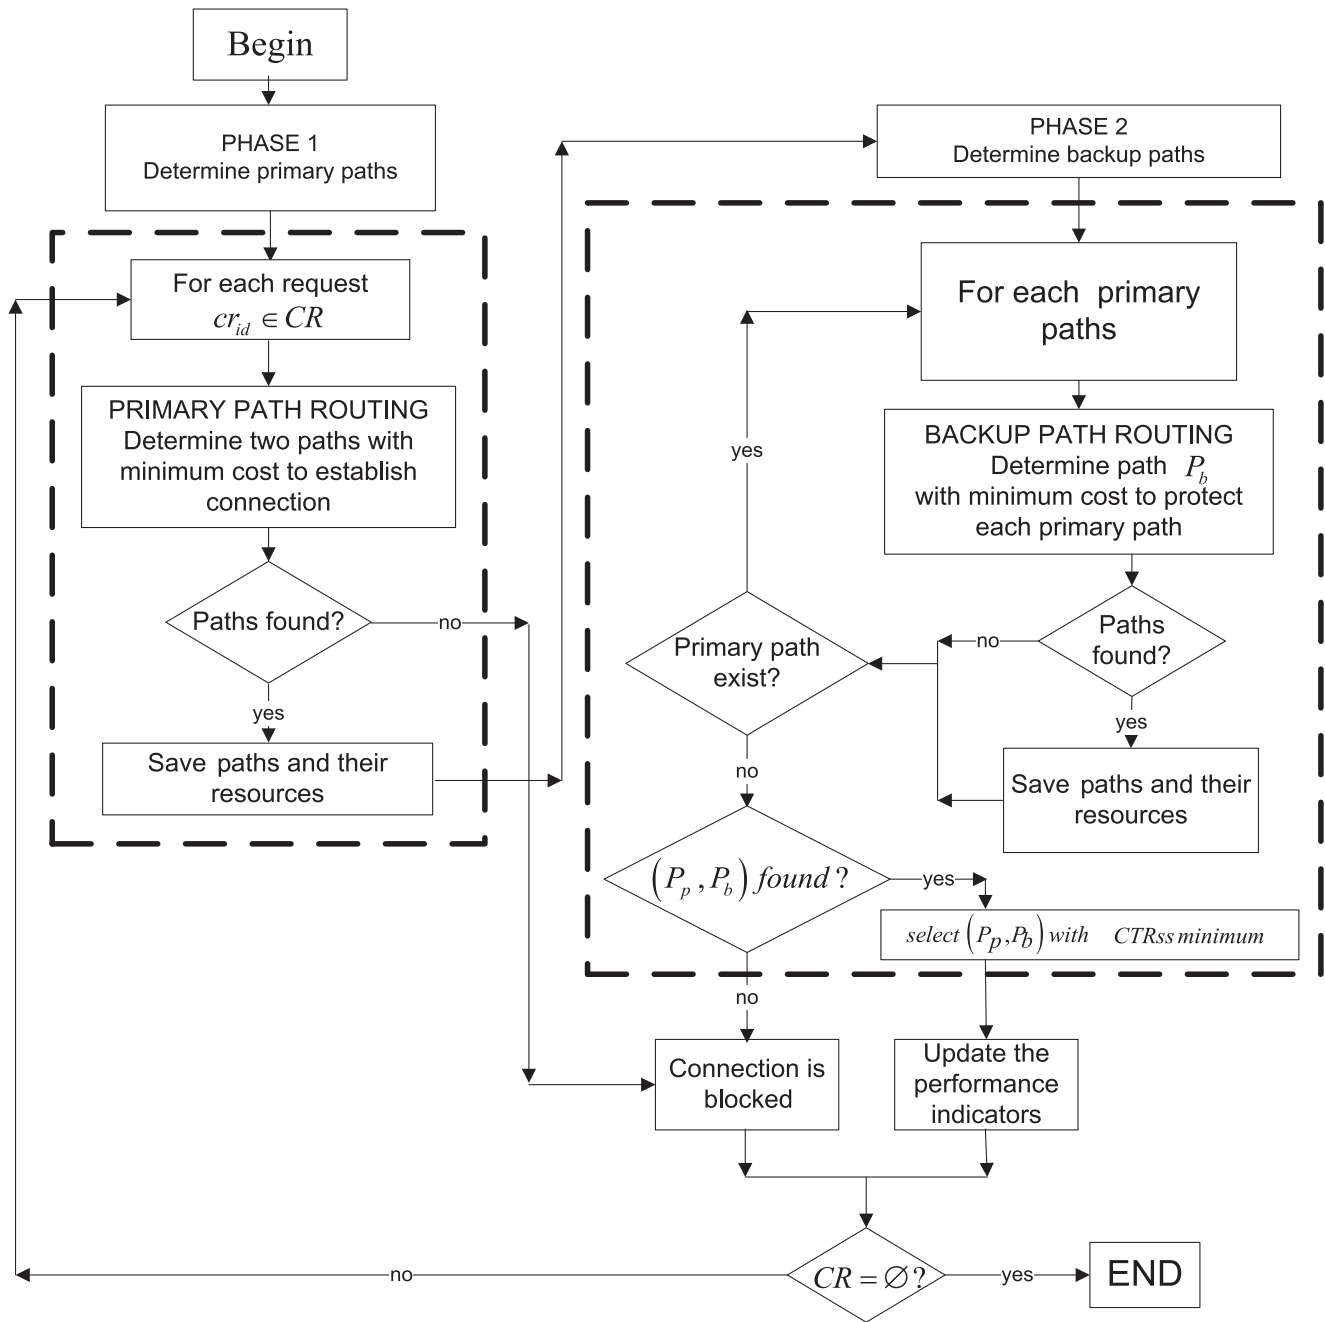 Begin
PHASE 1
Determine primary paths
For each request
cr_id ∈ CR
PRIMARY PATH ROUTING
Determine two paths with
minimum cost to establish
connection
Paths found?
no
yes
Save paths and their
resources
PHASE 2
Determine backup paths
For each primary
paths
BACKUP PATH ROUTING
Determine path P_b
with minimum cost to protect
each primary path
Paths
found?
no
yes
Save paths and their
resources
Primary path
exist?
yes
no
(P_p, P_b) found?
yes
select (P_p, P_b) with CTRss minimum
no
Connection is
blocked
Update the
performance
indicators
CR = ∅?
no
yes
END